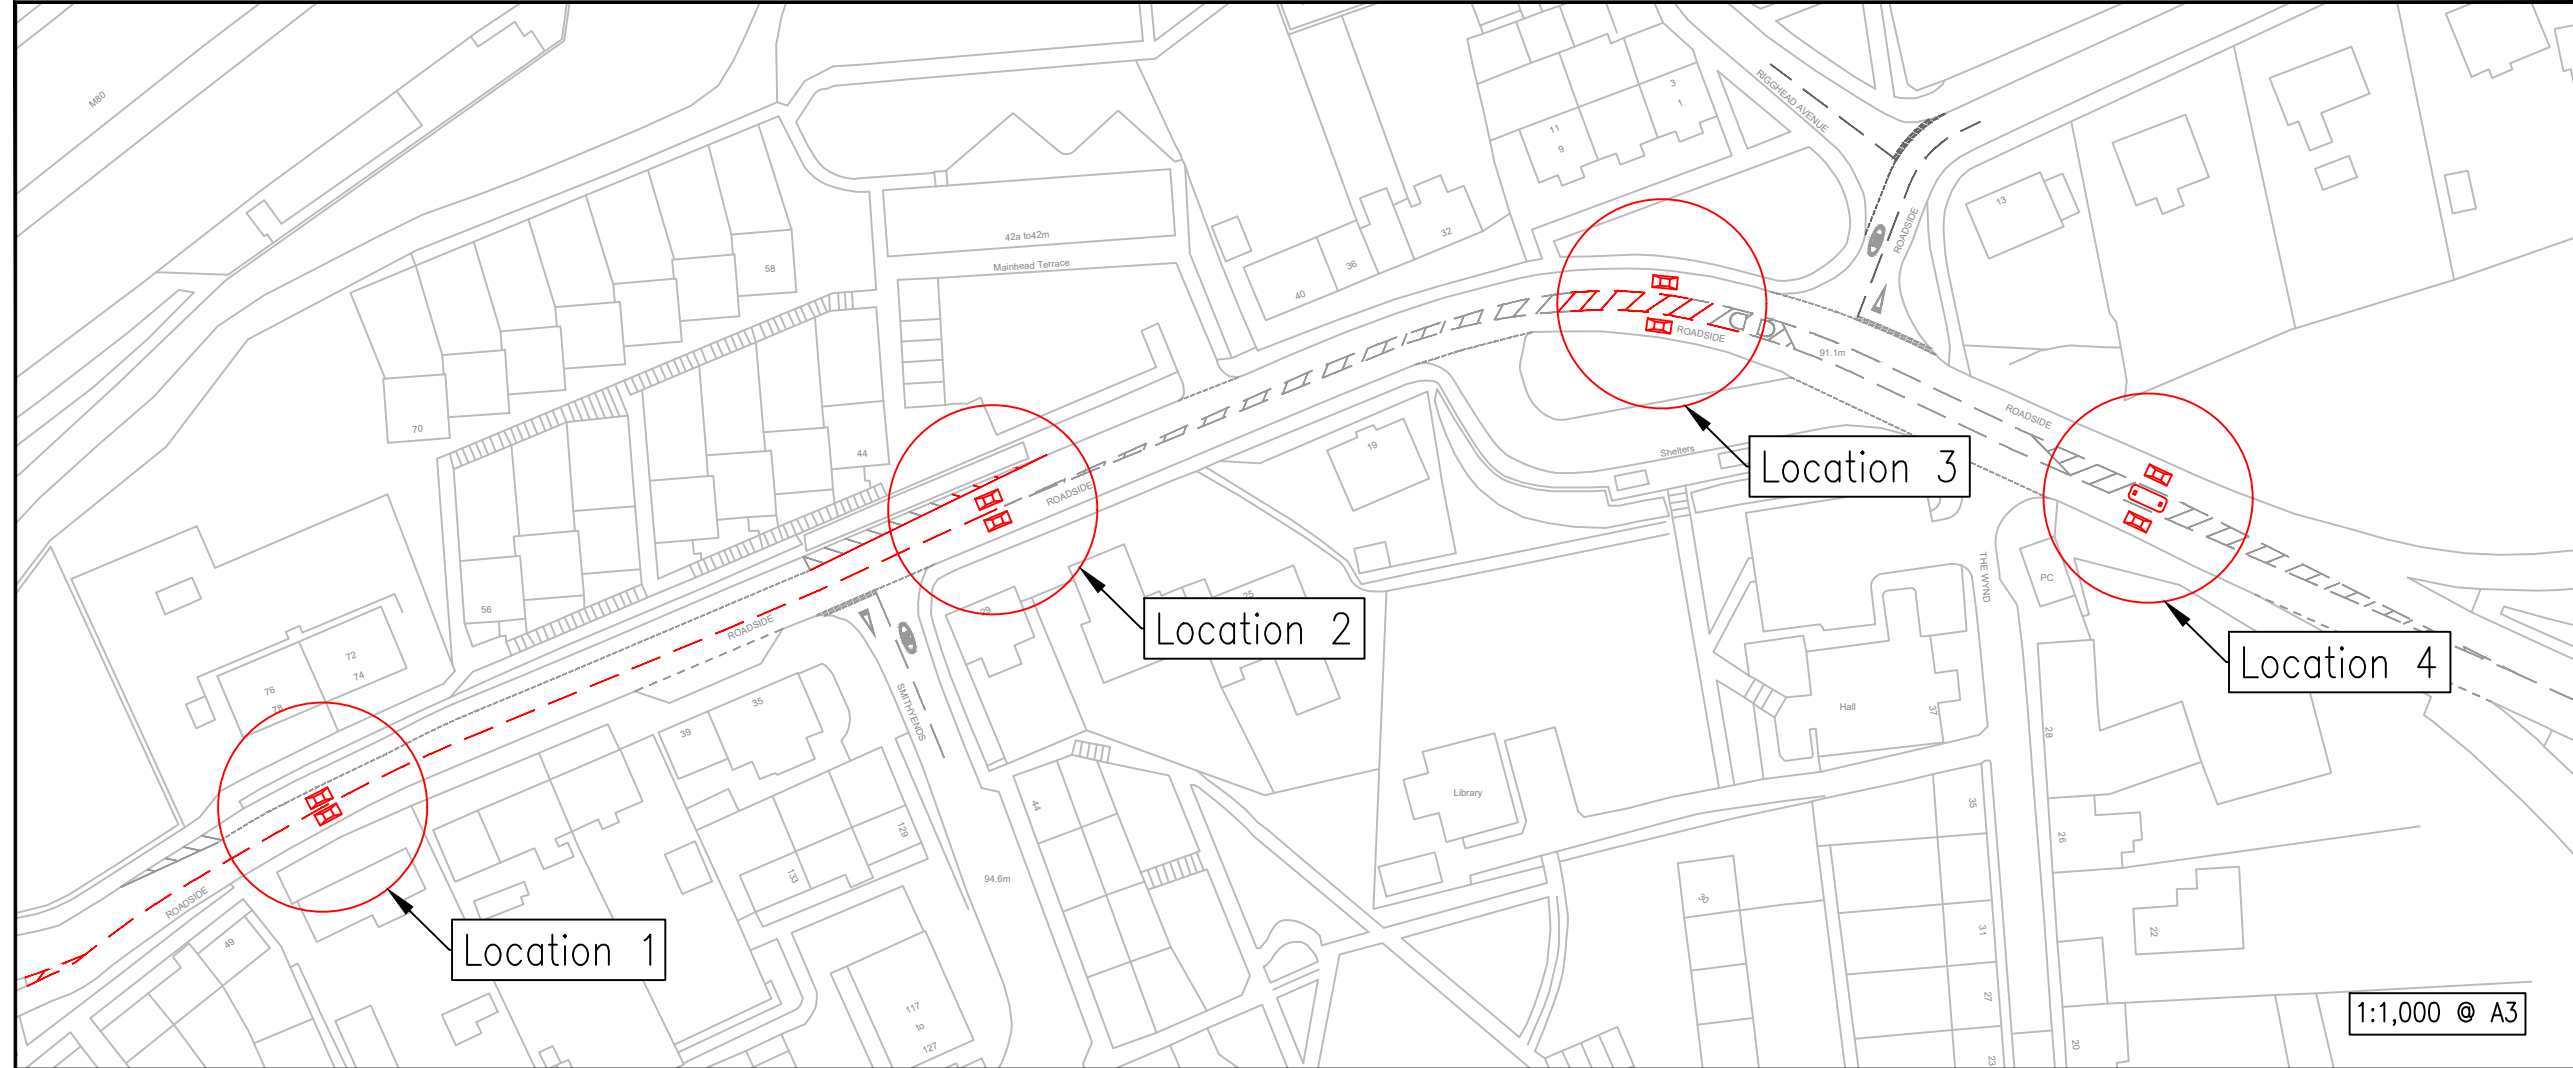 M80
RIGGHEAD AVENUE
3
1
11
9
13
ROADSIDE
42a to42m
Mainhead Terrace
58
32
36
40
ROADSIDE
91.1m
ROADSIDE
70
44
19
Shelters
Location 3
ROADSIDE
THE WYND
PC
56
29
25
Location 2
ROADSIDE
Location 4
72
74
76
78
SMITHYENDS
35
39
Hall
37
28
Library
44
129
133
35
26
ROADSIDE
94.6m
30
49
Location 1
31
22
27
117
to
127
20
23
1:1,000 @ A3